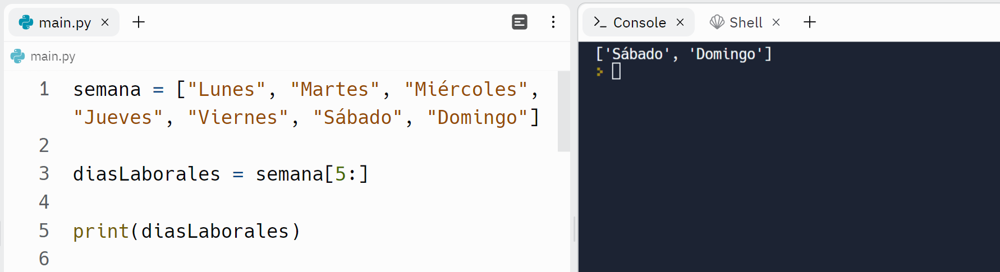 main.py
main.py
1 semana = ["Lunes", "Martes", "Miércoles",
"Jueves", "Viernes", "Sábado", "Domingo"]
2
3 diasLaborales = semana[5:]
4
5 print(diasLaborales)
6
Console Shell
['Sábado', 'Domingo']